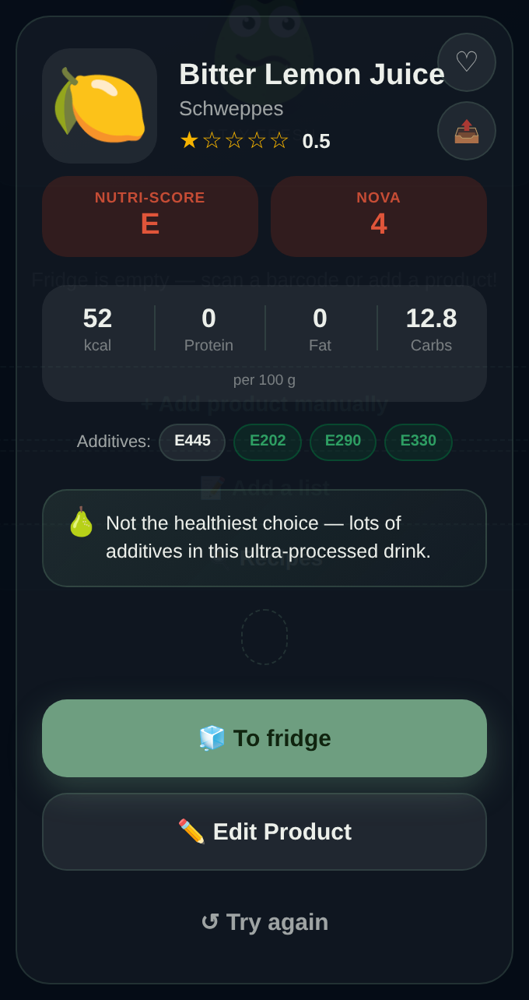 Bitter Lemon Juice
Schweppes
0.5
NUTRI-SCORE
E
NOVA
4
Fridge is empty — scan a barcode or add a product!
52
kcal
0
Protein
0
Fat
12.8
Carbs
per 100 g
+ Add product manually
Additives: E445 E202 E290 E330
Add a list
Not the healthiest choice — lots of
additives in this ultra-processed drink.
Recipes
To fridge
Edit Product
↺ Try again